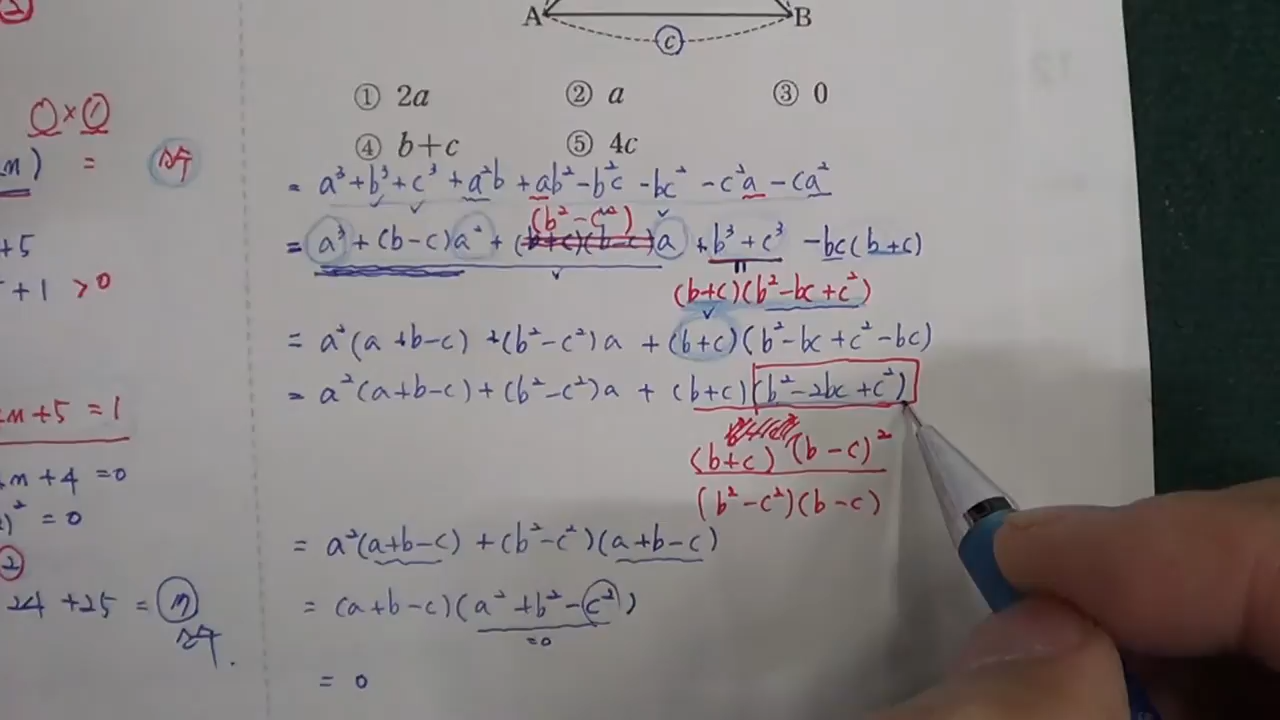 ②
A B
c
① 2a ② a ③ 0
④ b+c ⑤ 4c
= a³+b³+c³+a²b+ab²-b²c-bc²-c²a-ca²
(b²-c²)
= a³+(b-c)a²+(b+c)(b-c)a+b³+c³-bc(b+c)
(b+c)(b²-bc+c²)
= a²(a+b-c)+(b²-c²)a+(b+c)(b²-bc+c²-bc)
= a²(a+b-c)+(b²-c²)a+(b+c)(b²-2bc+c²)
(b+c)(b-c)²
(b²-c²)(b-c)
= a²(a+b-c)+(b²-c²)(a+b-c)
= (a+b-c)(a²+b²-c²)
=0
= 0
n) =
+5
+1 >0
n+5 =1
n+4 =0
)² =0
②
24+25 =